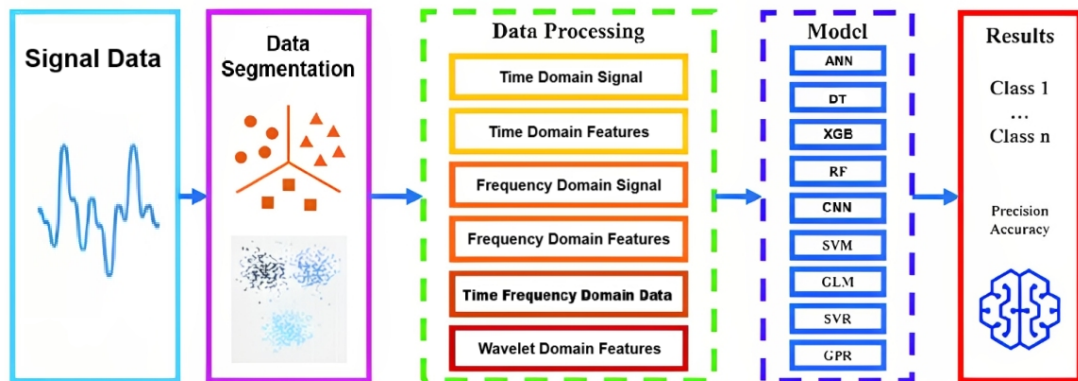 Signal Data
Data
Segmentation
Data Processing
Time Domain Signal
Time Domain Features
Frequency Domain Signal
Frequency Domain Features
Time Frequency Domain Data
Wavelet Domain Features
Model
ANN
DT
XGB
RF
CNN
SVM
GLM
SVR
GPR
Results
Class 1
...
Class n
Precision
Accuracy